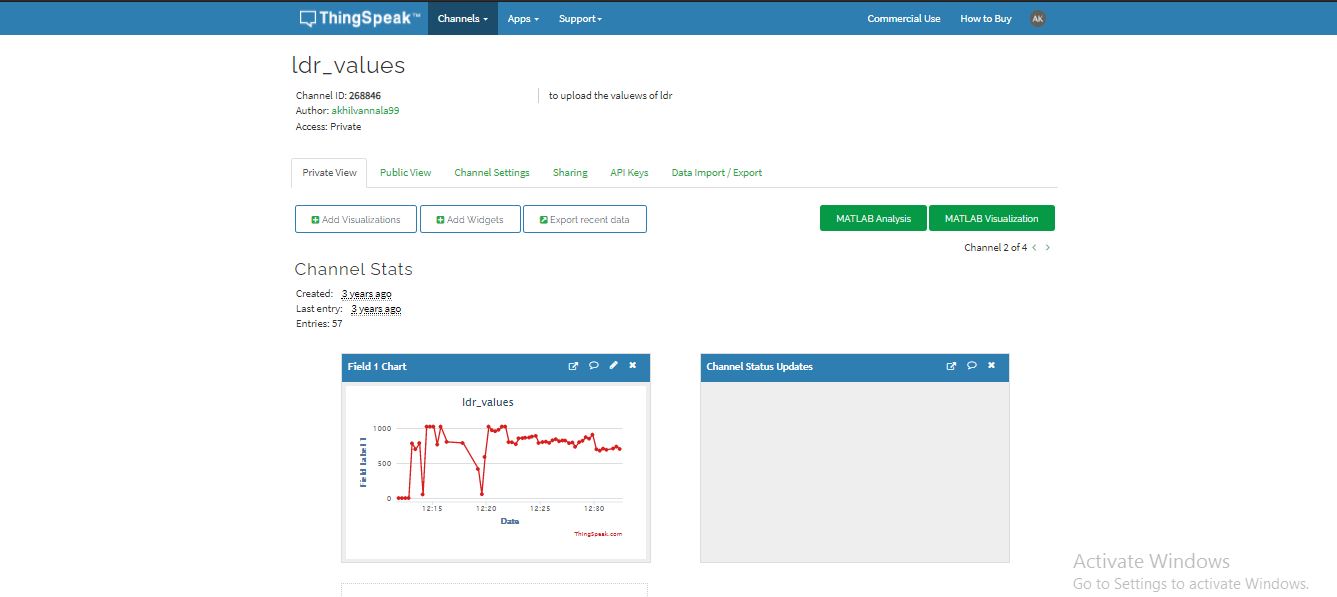 ThingSpeak™ Channels Apps Support Commercial Use How to Buy AK
ldr_values
Channel ID: 268846
to upload the valuews of ldr
Author: akhilvannala99
Access: Private
Private View Public View Channel Settings Sharing API Keys Data Import / Export
Add Visualizations Add Widgets Export recent data MATLAB Analysis MATLAB Visualization
Channel 2 of 4 < >
Channel Stats
Created: 3 years ago
Last entry: 3 years ago
Entries: 57
Field 1 Chart
ldr_values
Field Label 1
1000
500
0
12:15 12:20 12:25 12:30
Date
ThingSpeak.com
Channel Status Updates
Activate Windows
Go to Settings to activate Windows.